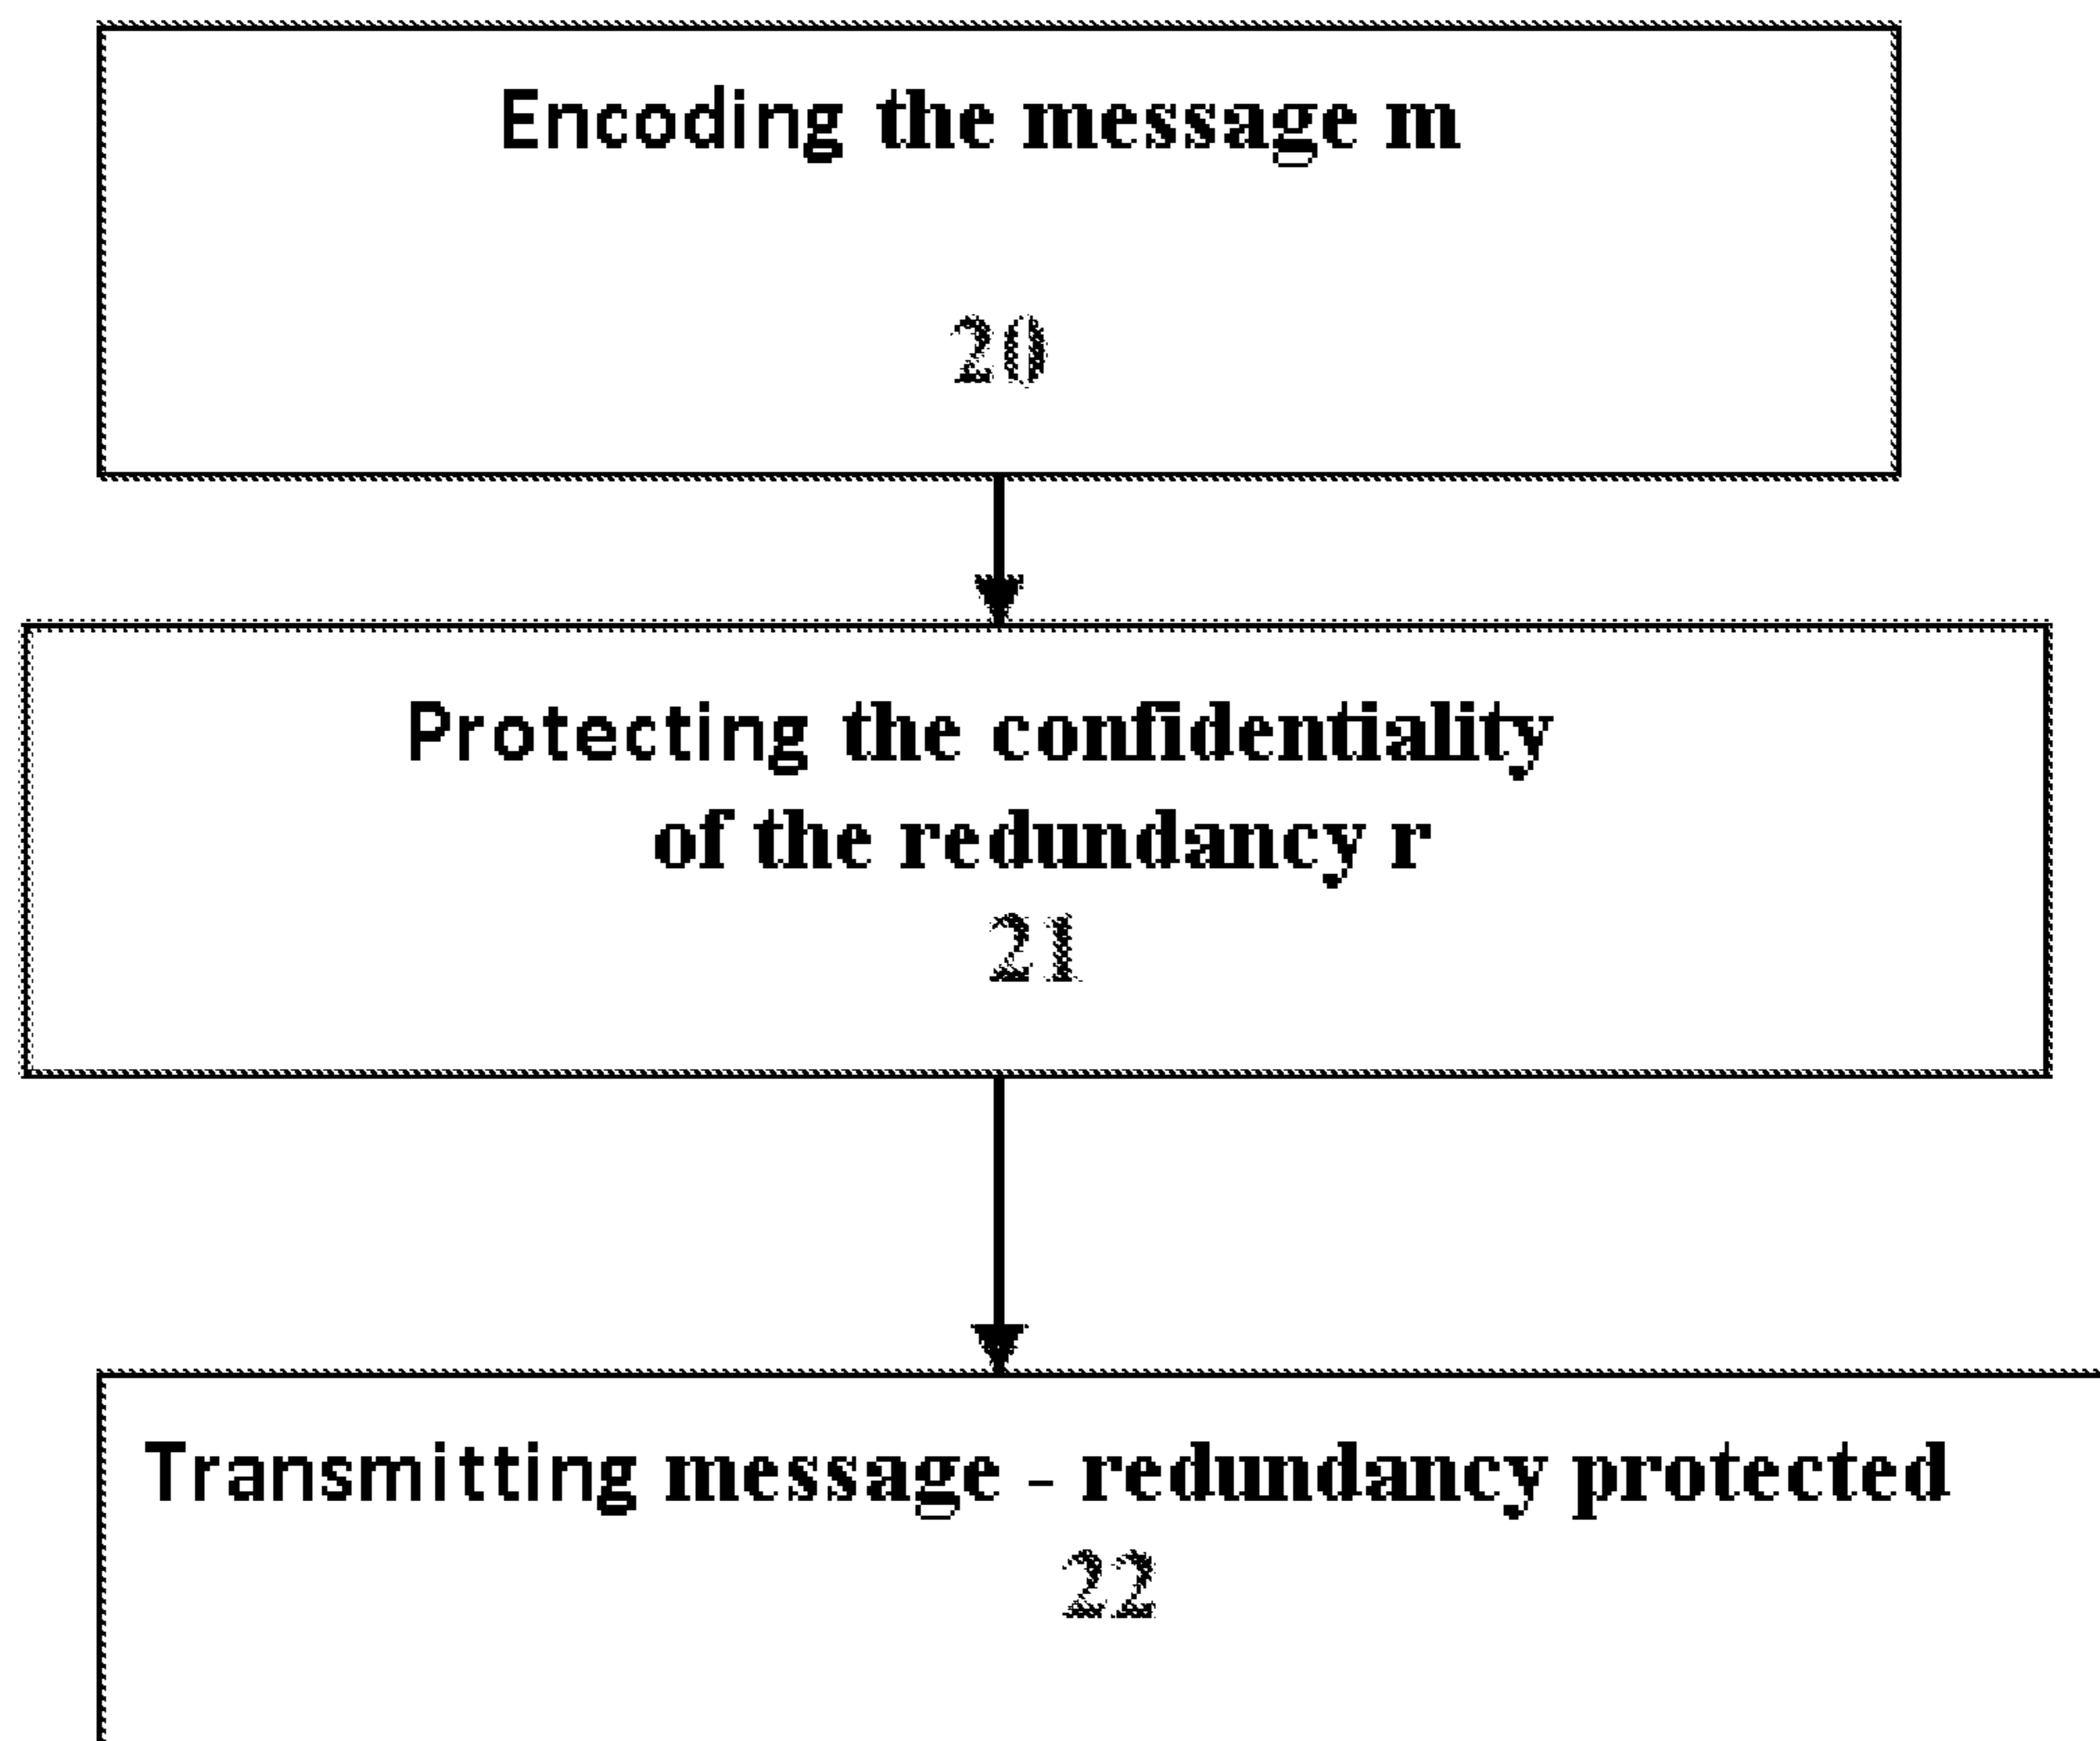 Encoding the message m
20
Protecting the confidentiality
of the redundancy r
21
Transmitting message - redundancy protected
22